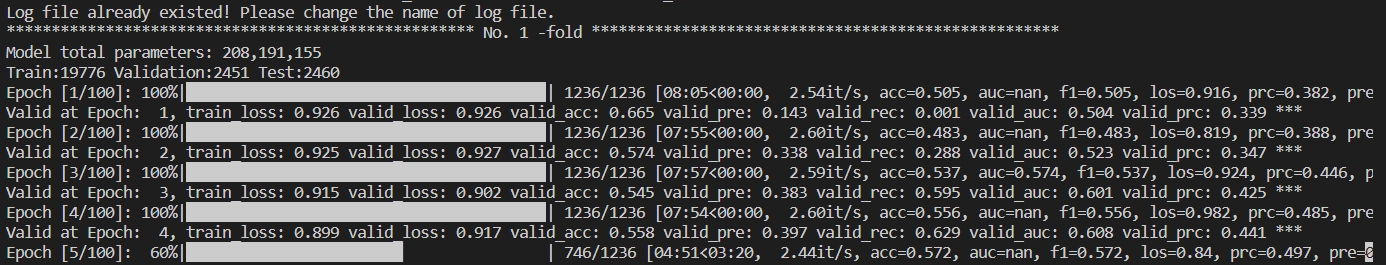 Log file already existed! Please change the name of log file.
**************************************************** No. 1 -fold ****************************************************
Model total parameters: 208,191,155
Train:19776 Validation:2451 Test:2460
Epoch [1/100]: 100%|| 1236/1236 [08:05<00:00,  2.54it/s, acc=0.505, auc=nan, f1=0.505, los=0.916, prc=0.382, pre
Valid at Epoch:  1, train_loss: 0.926 valid_loss: 0.926 valid_acc: 0.665 valid_pre: 0.143 valid_rec: 0.001 valid_auc: 0.504 valid_prc: 0.339 ***
Epoch [2/100]: 100%|| 1236/1236 [07:55<00:00,  2.60it/s, acc=0.483, auc=nan, f1=0.483, los=0.819, prc=0.388, pre
Valid at Epoch:  2, train_loss: 0.925 valid_loss: 0.927 valid_acc: 0.574 valid_pre: 0.338 valid_rec: 0.288 valid_auc: 0.523 valid_prc: 0.347 ***
Epoch [3/100]: 100%|| 1236/1236 [07:57<00:00,  2.59it/s, acc=0.537, auc=0.574, f1=0.537, los=0.924, prc=0.446, p
Valid at Epoch:  3, train_loss: 0.915 valid_loss: 0.902 valid_acc: 0.545 valid_pre: 0.383 valid_rec: 0.595 valid_auc: 0.601 valid_prc: 0.425 ***
Epoch [4/100]: 100%|| 1236/1236 [07:54<00:00,  2.60it/s, acc=0.556, auc=nan, f1=0.556, los=0.982, prc=0.485, pre
Valid at Epoch:  4, train_loss: 0.899 valid_loss: 0.917 valid_acc: 0.558 valid_pre: 0.397 valid_rec: 0.629 valid_auc: 0.608 valid_prc: 0.441 ***
Epoch [5/100]:  60%|| 746/1236 [04:51<03:20,  2.44it/s, acc=0.572, auc=nan, f1=0.572, los=0.84, prc=0.497, pre=0